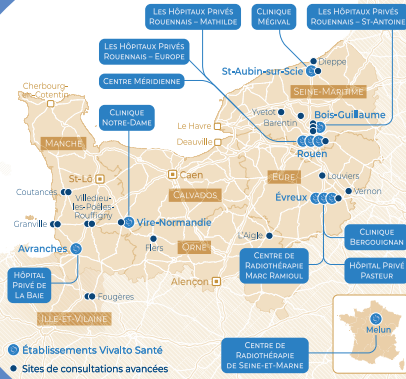 Les Hôpitaux Privés
Rouennais – Mathilde
Clinique
Mégival
Les Hôpitaux Privés
Rouennais – St-Antoine
Les Hôpitaux Privés
Rouennais – Europe
Centre Méridienne
Dieppe
St-Aubin-sur-Scie
Seine-Maritime
Cherbourg-
en-Cotentin
Clinique
Notre-Dame
Yvetot
Bois-Guillaume
Barentin
Le Havre
Deauville
Rouen
Manche
St-Lô
Caen
Eure
Louviers
Coutances
Villedieu-
les-Poêles-
Rouffigny
Calvados
Évreux
Vernon
Granville
Vire-Normandie
Avranches
Flers
Orne
L'Aigle
Clinique
Bergouignan
Hôpital
Privé de
La Baie
Centre de
Radiothérapie
Marc Ramioul
Hôpital Privé
Pasteur
Alençon
Fougères
Ille-et-Vilaine
Melun
Établissements Vivalto Santé
Sites de consultations avancées
Centre de
Radiothérapie
de Seine-et-Marne